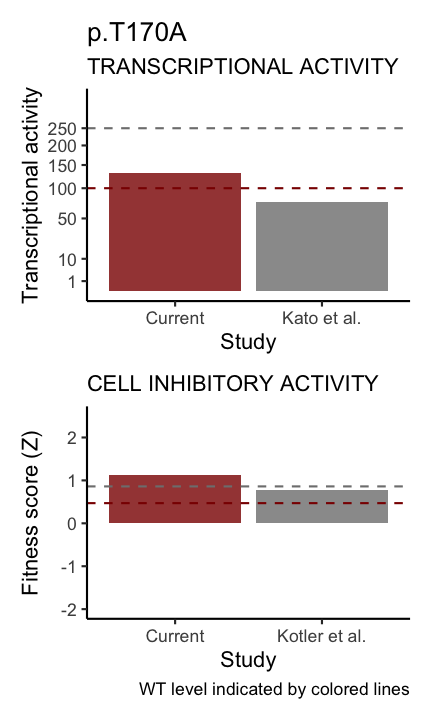 p.T170A
TRANSCRIPTIONAL ACTIVITY
Transcriptional activity
250
200
150
100
50
10
1
Current
Kato et al.
Study
CELL INHIBITORY ACTIVITY
Fitness score (Z)
2
1
0
-1
-2
Current
Kotler et al.
Study
WT level indicated by colored lines